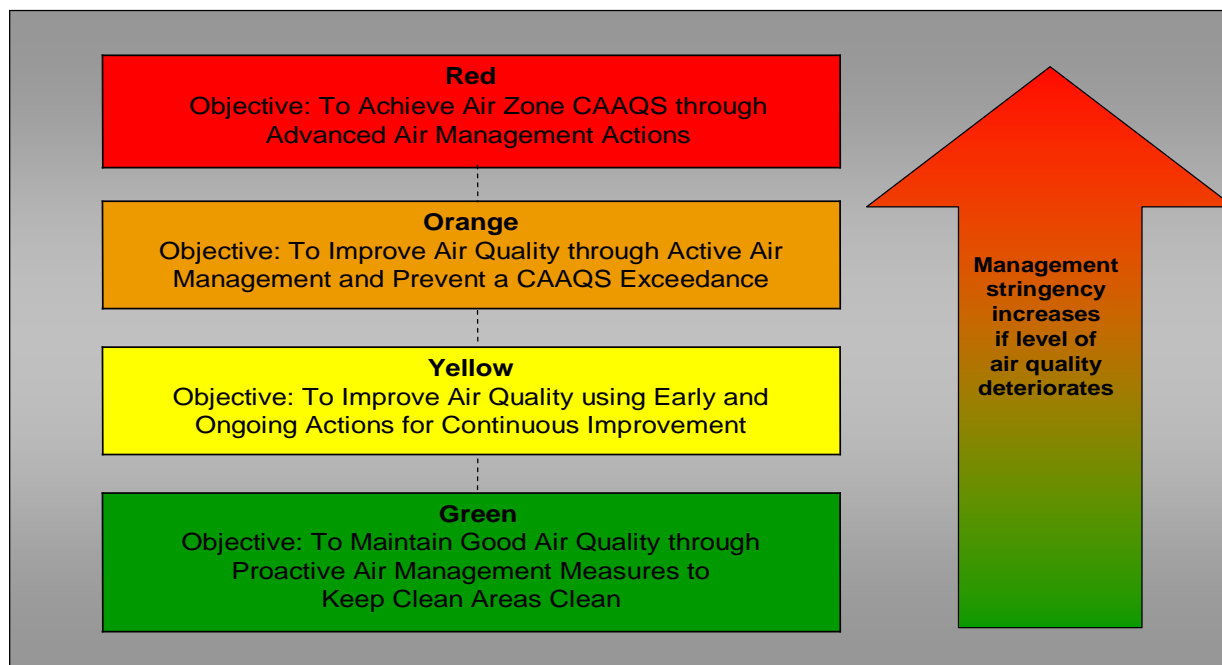 Red
Objective: To Achieve Air Zone CAAQS through
Advanced Air Management Actions
Orange
Objective: To Improve Air Quality through Active Air
Management and Prevent a CAAQS Exceedance
Yellow
Objective: To Improve Air Quality using Early and
Ongoing Actions for Continuous Improvement
Green
Objective: To Maintain Good Air Quality through
Proactive Air Management Measures to
Keep Clean Areas Clean
Management
stringency
increases
if level of
air quality
deteriorates